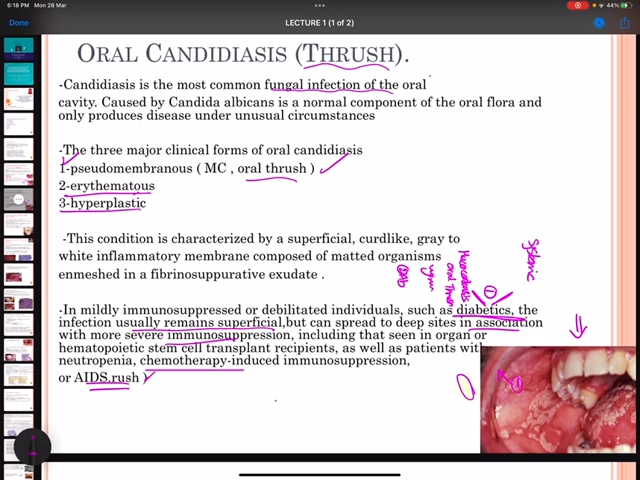 6:18 PM Mon 28 Mar
44%
Done
LECTURE 1 (1 of 2)
ORAL CANDIDIASIS (THRUSH).
-Candidiasis is the most common fungal infection of the oral
cavity. Caused by Candida albicans is a normal component of the oral flora and
only produces disease under unusual circumstances
-The three major clinical forms of oral candidiasis
1-pseudomembranous ( MC , oral thrush )
2-erythematous
3-hyperplastic
-This condition is characterized by a superficial, curdlike, gray to
white inflammatory membrane composed of matted organisms
enmeshed in a fibrinosuppurative exudate .
Systemic
oral Thrush
1
-In mildly immunosuppressed or debilitated individuals, such as diabetics, the
infection usually remains superficial,but can spread to deep sites in association
with more severe immunosuppression, including that seen in organ or
hematopoietic stem cell transplant recipients, as well as patients with
neutropenia, chemotherapy-induced immunosuppression,
or AIDS.rush )